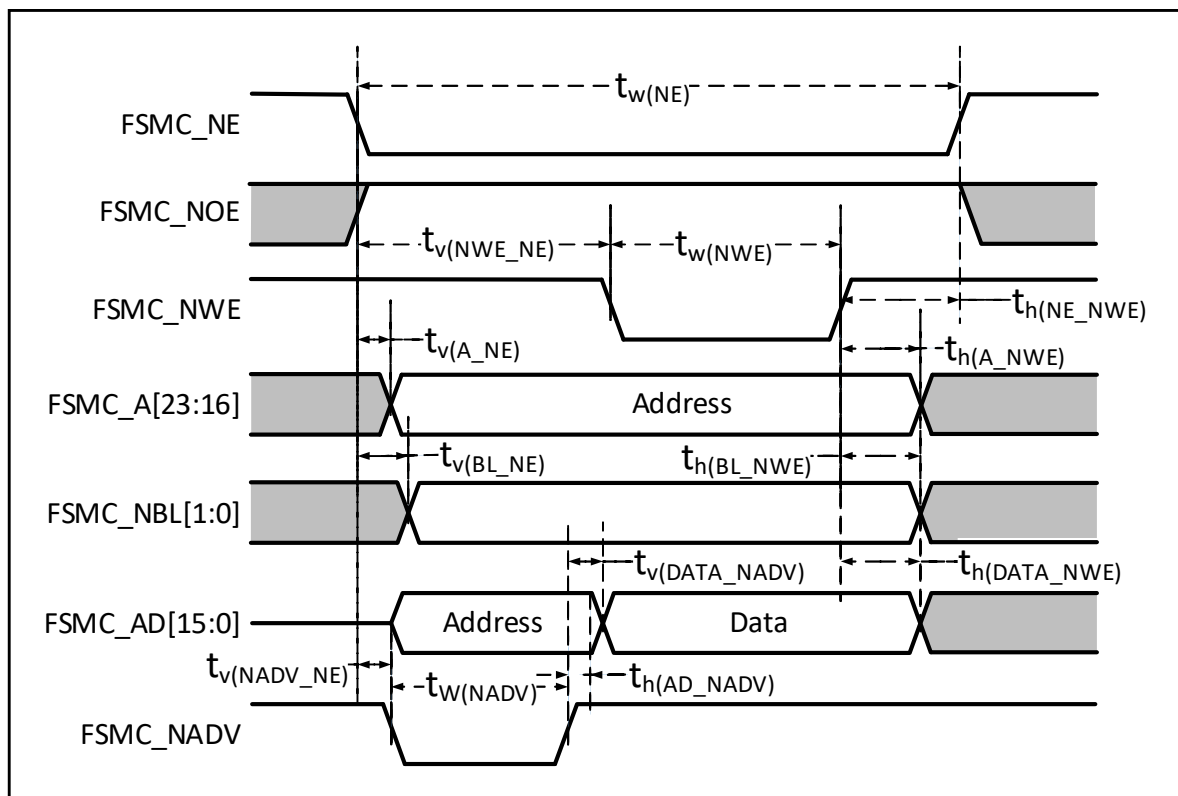 t_w(NE)
FSMC_NE
FSMC_NOE
t_v(NWE_NE)
t_w(NWE)
FSMC_NWE
t_h(NE_NWE)
t_v(A_NE)
t_h(A_NWE)
FSMC_A[23:16]
Address
t_v(BL_NE)
t_h(BL_NWE)
FSMC_NBL[1:0]
t_v(DATA_NADV)
t_h(DATA_NWE)
FSMC_AD[15:0]
Address
Data
t_v(NADV_NE)
t_W(NADV)
t_h(AD_NADV)
FSMC_NADV